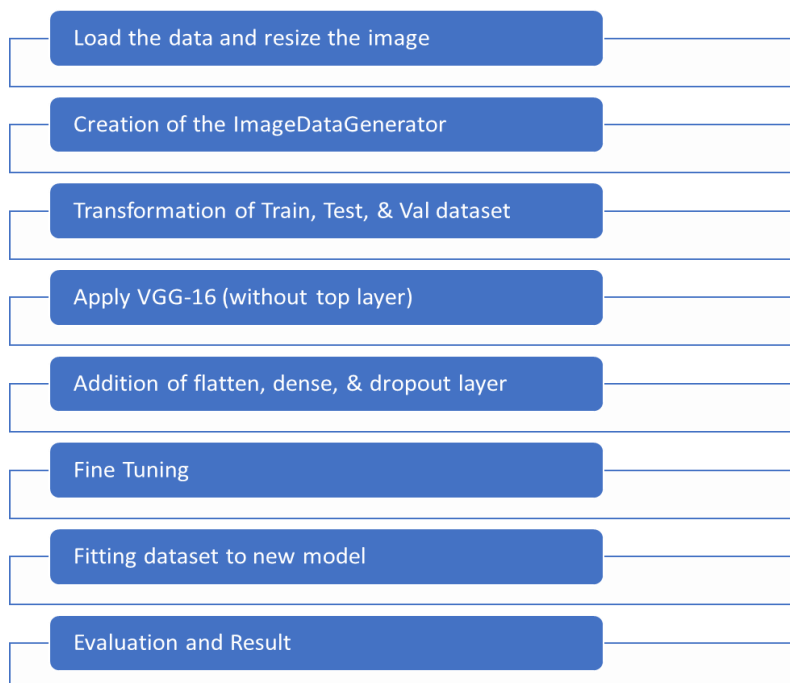 Load the data and resize the image
Creation of the ImageDataGenerator
Transformation of Train, Test, & Val dataset
Apply VGG-16 (without top layer)
Addition of flatten, dense, & dropout layer
Fine Tuning
Fitting dataset to new model
Evaluation and Result